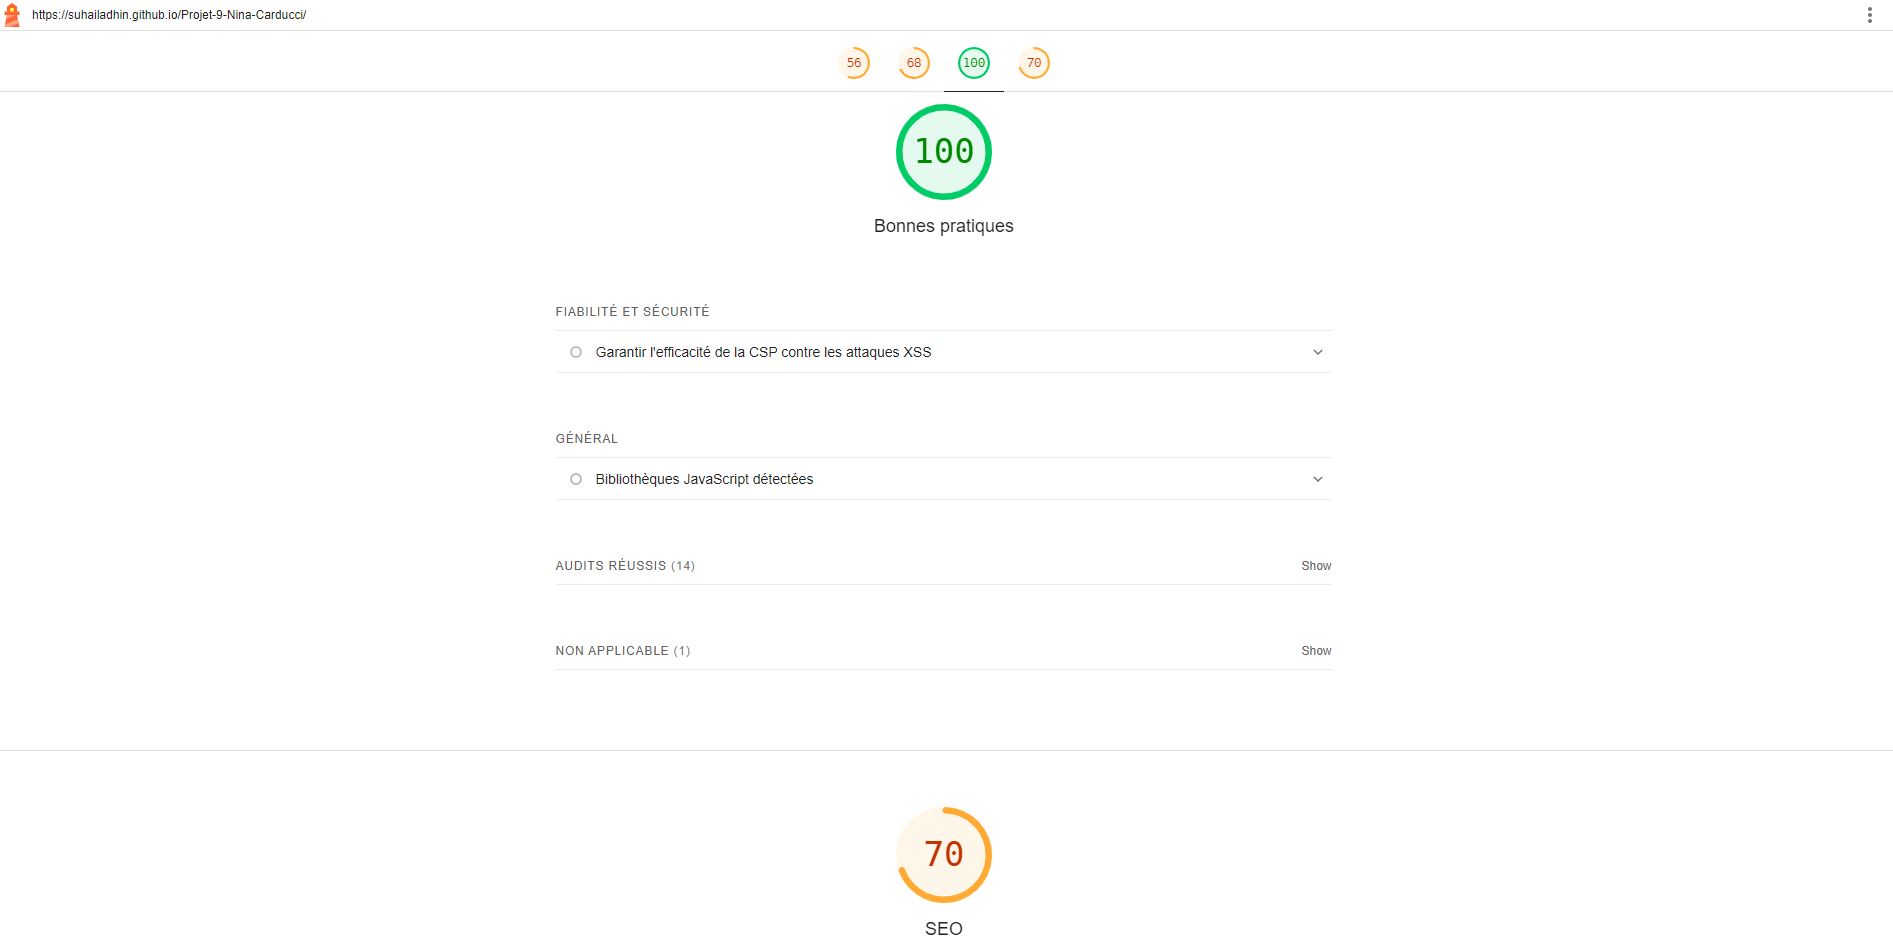 https://suhailadhin.github.io/Projet-9-Nina-Carducci/
56 68 100 70
100
Bonnes pratiques
FIABILITÉ ET SÉCURITÉ
Garantir l'efficacité de la CSP contre les attaques XSS
GÉNÉRAL
Bibliothèques JavaScript détectées
AUDITS RÉUSSIS (14) Show
NON APPLICABLE (1) Show
70
SEO